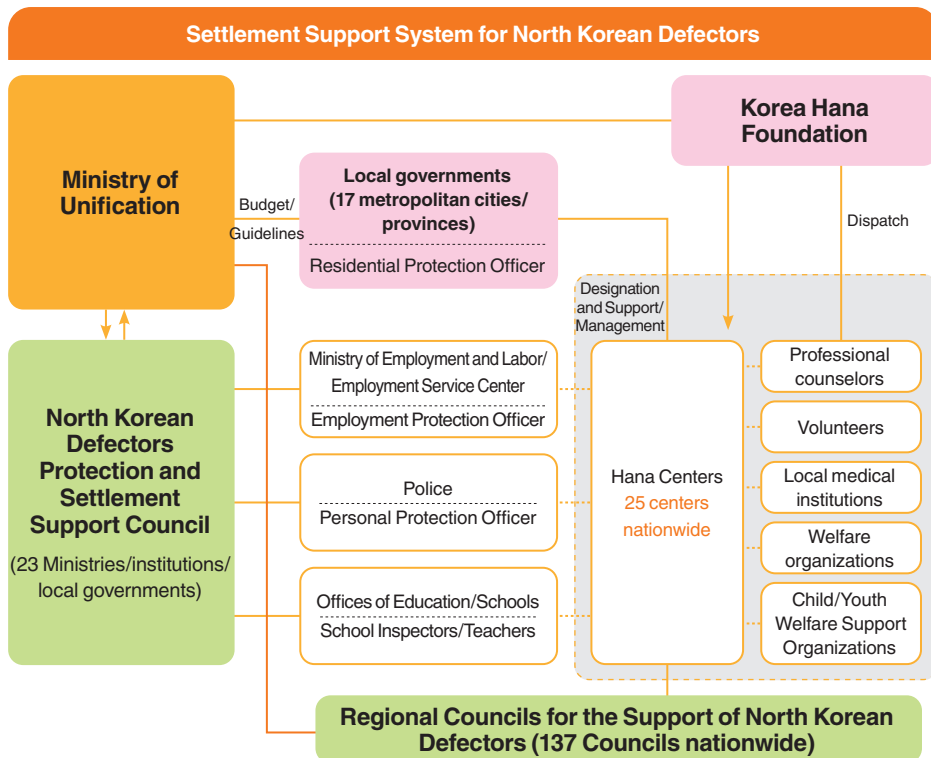 Settlement Support System for North Korean Defectors
Ministry of
Unification
Korea Hana
Foundation
Budget/
Guidelines
Local governments
(17 metropolitan cities/
provinces)
Residential Protection Officer
Dispatch
Designation
and Support/
Management
North Korean
Defectors
Protection and
Settlement
Support Council
(23 Ministries/institutions/
local governments)
Ministry of Employment and Labor/
Employment Service Center
Employment Protection Officer
Police
Personal Protection Officer
Offices of Education/Schools
School Inspectors/Teachers
Hana Centers
25 centers
nationwide
Professional
counselors
Volunteers
Local medical
institutions
Welfare
organizations
Child/Youth
Welfare Support
Organizations
Regional Councils for the Support of North Korean
Defectors (137 Councils nationwide)